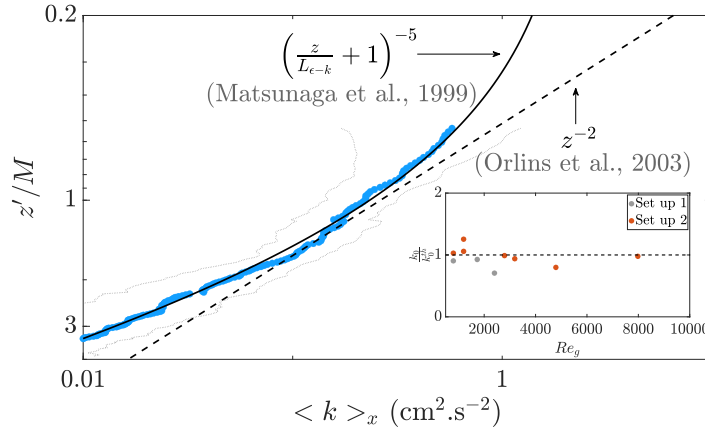 0.2
(z/L_{ϵ−k} + 1)^{−5}
(Matsunaga et al., 1999)
z^{−2}
(Orlins et al., 2003)
z′/M
1
3
2
Set up 1
Set up 2
k_0/k_0^{th}
1
0
2000
4000
6000
8000
10000
Re_g
0.01
1
< k >_x (cm².s⁻²)